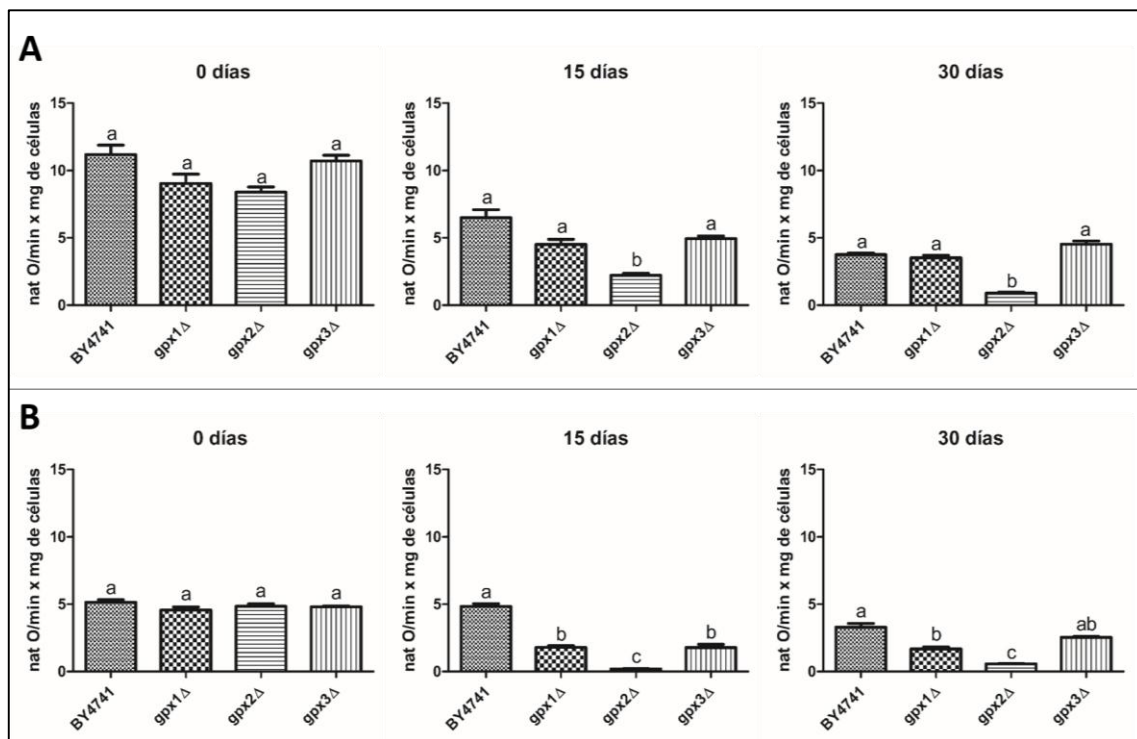 A
0 días
15 días
30 días
nat O/min x mg de células
15
10
5
0
a
a
a
a
BY4741
gpx1Δ
gpx2Δ
gpx3Δ
nat O/min x mg de células
15
10
5
0
a
a
b
a
BY4741
gpx1Δ
gpx2Δ
gpx3Δ
nat O/min x mg de células
15
10
5
0
a
a
b
a
BY4741
gpx1Δ
gpx2Δ
gpx3Δ
B
0 días
15 días
30 días
nat O/min x mg de células
15
10
5
0
a
a
a
a
BY4741
gpx1Δ
gpx2Δ
gpx3Δ
nat O/min x mg de células
15
10
5
0
a
b
c
b
BY4741
gpx1Δ
gpx2Δ
gpx3Δ
nat O/min x mg de células
15
10
5
0
a
b
c
ab
BY4741
gpx1Δ
gpx2Δ
gpx3Δ